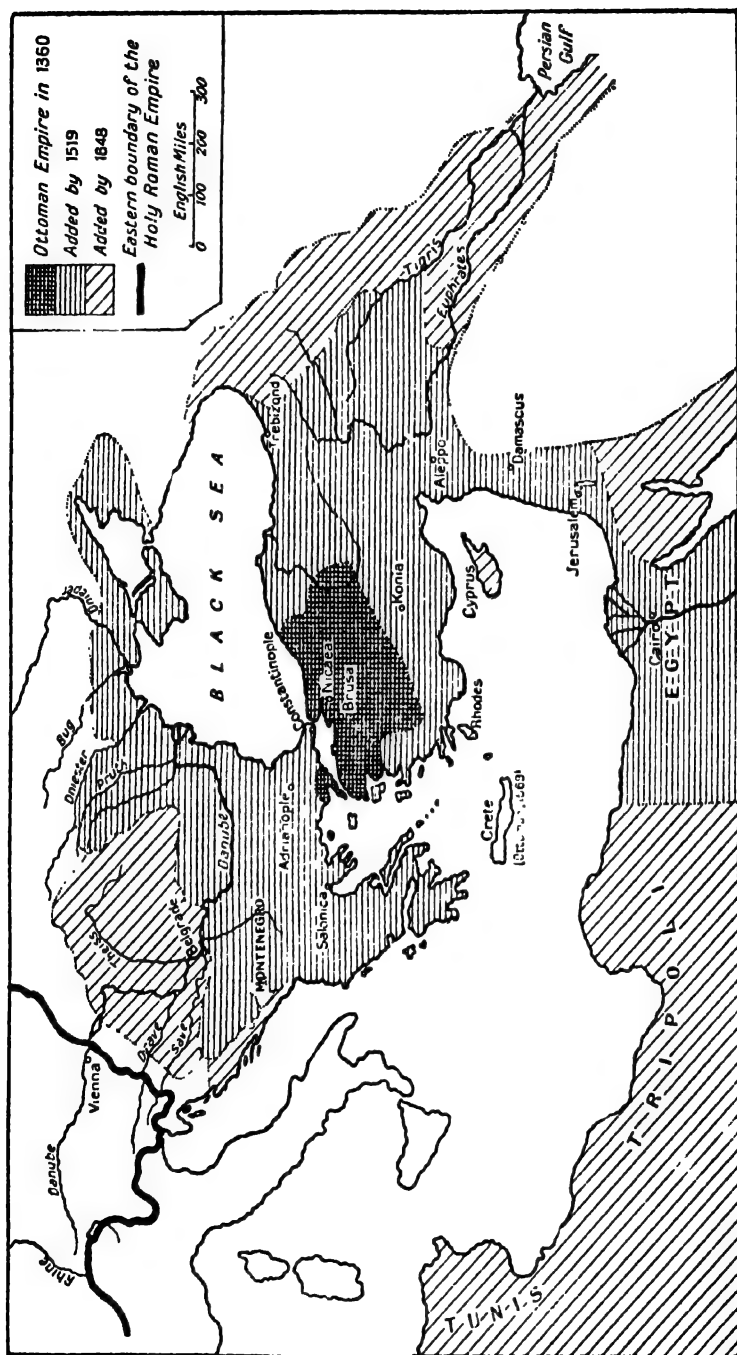 Ottoman Empire in 1360
Added by 1519
Added by 1848
Eastern boundary of the
Holy Roman Empire
0 100 200 300
English Miles
Rhine
Danube
Vienna
Drave
Save
Theiss
Belgrade
MONTENEGRO
Danube
Pruth
Dniester
Bug
Dnieper
BLACK SEA
Constantinople
Adrianople
Salonica
Nicaea
Brusa
Konia
Trebizond
Tigris
Euphrates
Persian
Gulf
Aleppo
Damascus
Cyprus
Rhodes
Crete
Jerusalem
Cairo
EGYPT
TRIPOLI
TUNIS